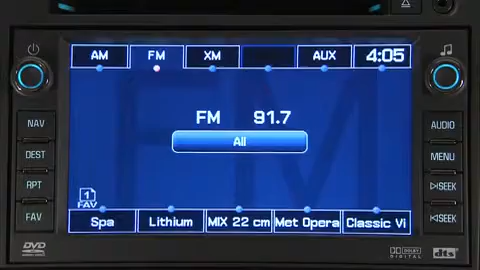 AM FM XM AUX 4:05
NAV
DEST
RPT
FAV
FM 91.7
All
1
FAV
Spa Lithium MIX 22 cm Met Opera Classic Vi
AUDIO
MENU
SEEK
SEEK
DVD
DOLBY
DIGITAL
dts